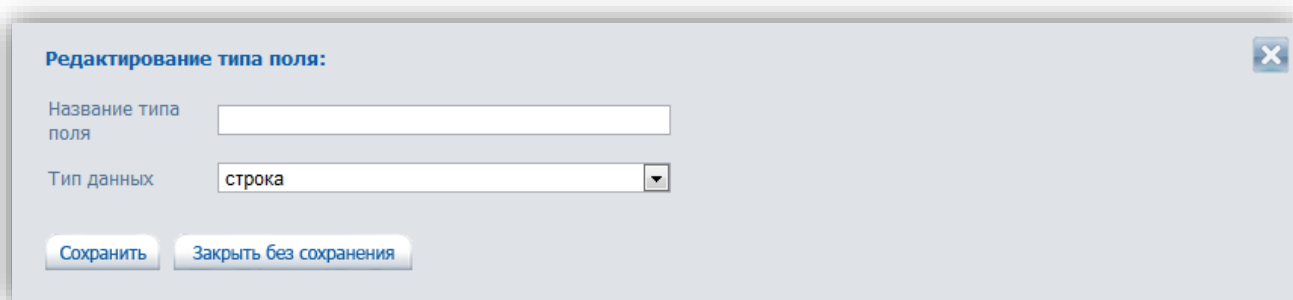 Редактирование типа поля:
Название типа
поля
Тип данных
строка
Сохранить
Закрыть без сохранения